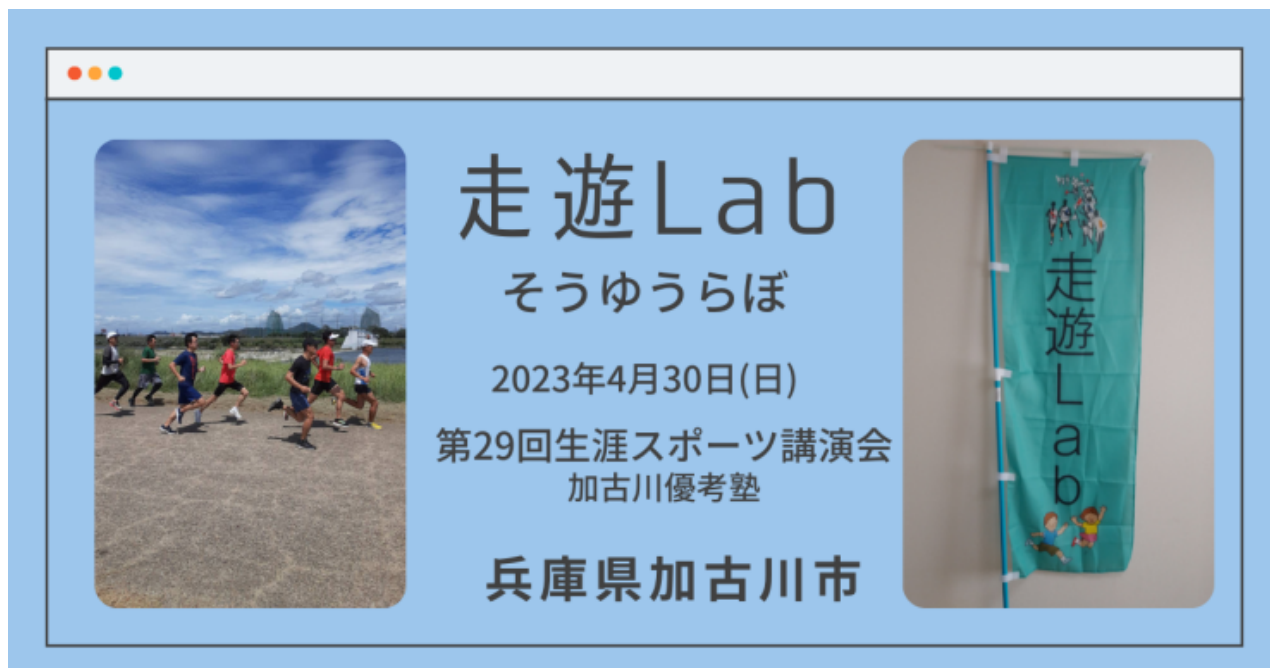 走遊Lab
そうゆうらぼ
2023年4月30日(日)
第29回生涯スポーツ講演会
加古川優考塾
兵庫県加古川市
走遊Lab